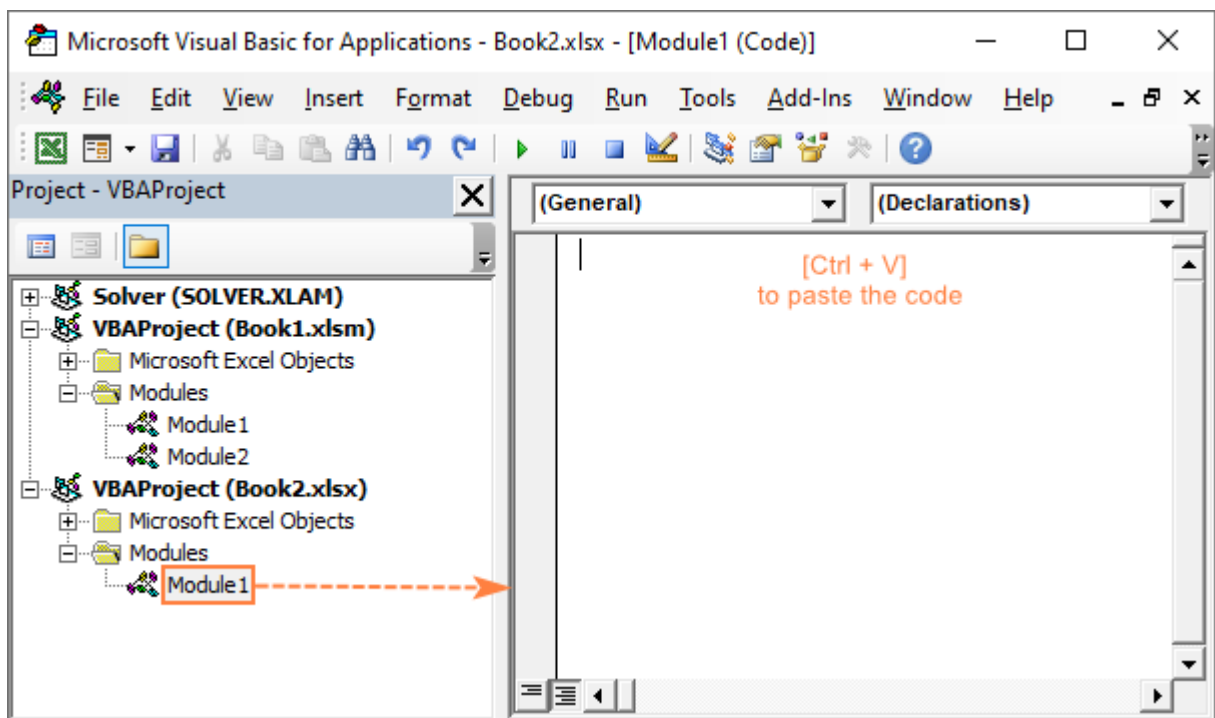 Microsoft Visual Basic for Applications - Book2.xlsx - [Module1 (Code)]
File Edit View Insert Format Debug Run Tools Add-Ins Window Help
Project - VBAProject
(General) (Declarations)
[Ctrl + V]
to paste the code
Solver (SOLVER.XLAM)
VBAProject (Book1.xlsm)
Microsoft Excel Objects
Modules
Module1
Module2
VBAProject (Book2.xlsx)
Microsoft Excel Objects
Modules
Module1